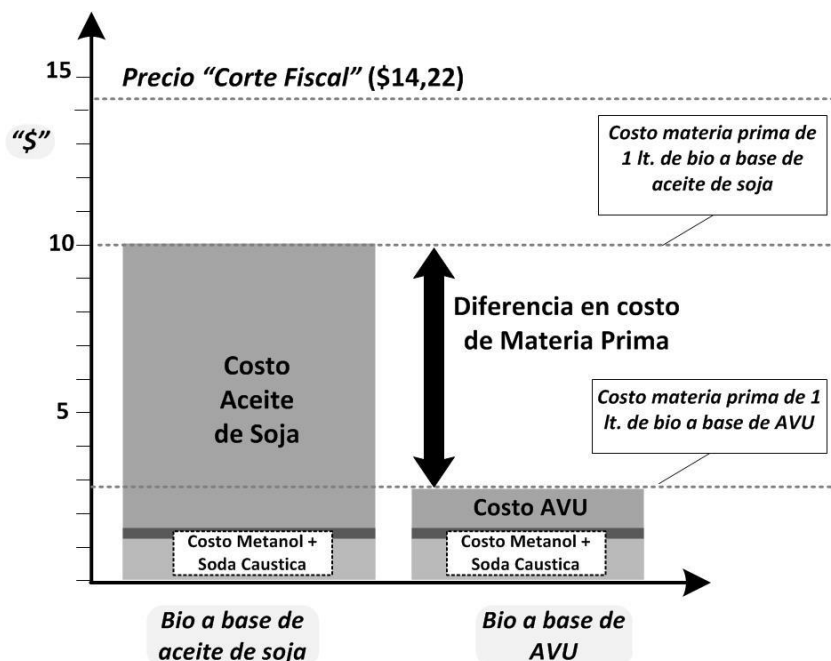 15
Precio “Corte Fiscal” ($14,22)
“$”
Costo materia prima de
1 lt. de bio a base de
aceite de soja
10
Diferencia en costo
de Materia Prima
Costo
Aceite
de Soja
5
Costo materia prima de 1
lt. de bio a base de AVU
Costo AVU
Costo Metanol +
Soda Caustica
Costo Metanol +
Soda Caustica
Bio a base de
aceite de soja
Bio a base de
AVU